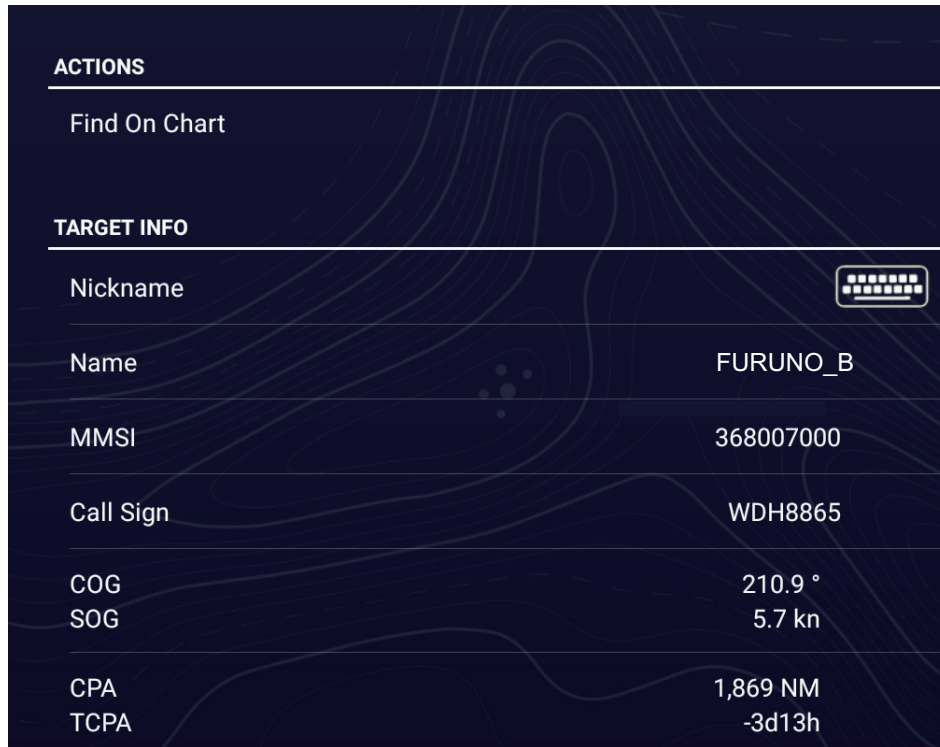 ACTIONS
Find On Chart
TARGET INFO
Nickname
Name FURUNO_B
MMSI 368007000
Call Sign WDH8865
COG 210.9 °
SOG 5.7 kn
CPA 1,869 NM
TCPA -3d13h